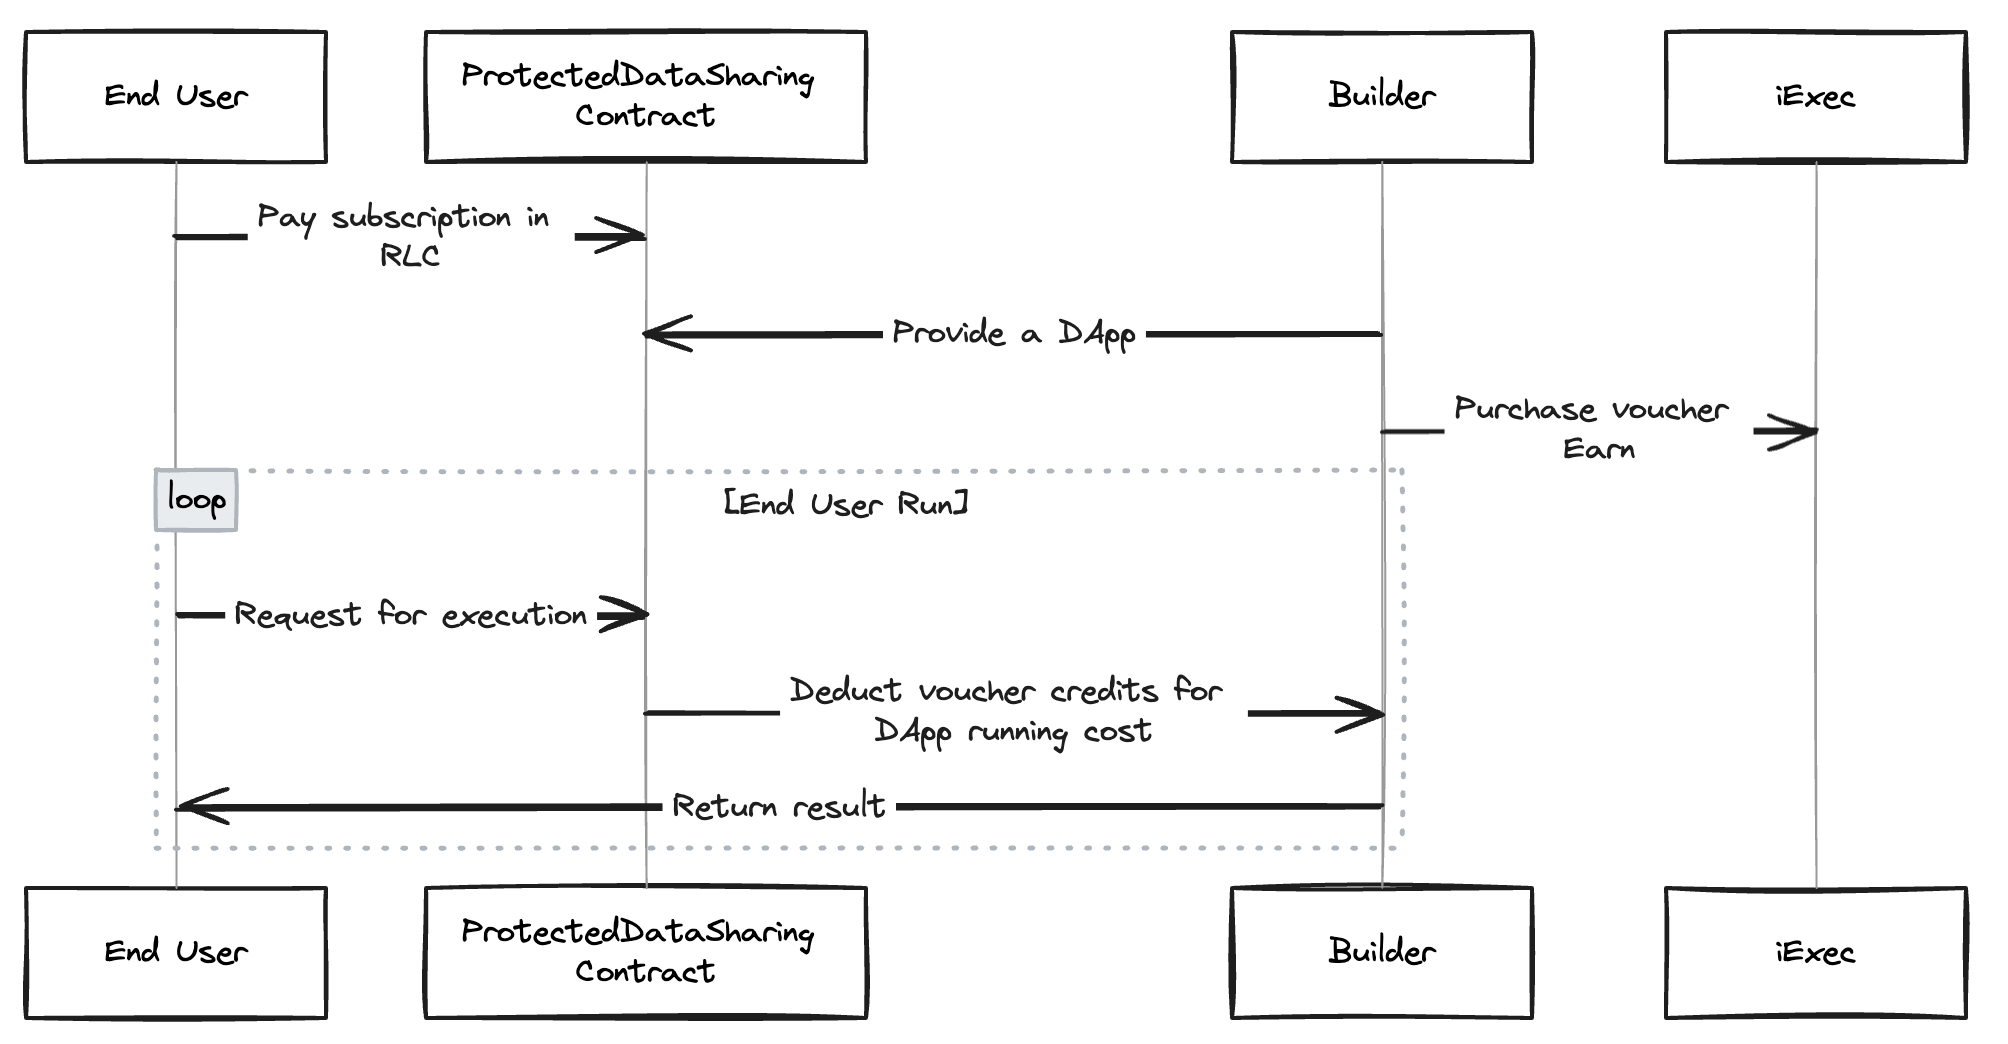 End User
ProtectedDataSharing
Contract
Builder
iExec
Pay subscription in
RLC
Provide a DApp
Purchase voucher
Earn
loop
[End User Run]
Request for execution
Deduct voucher credits for
DApp running cost
Return result
End User
ProtectedDataSharing
Contract
Builder
iExec